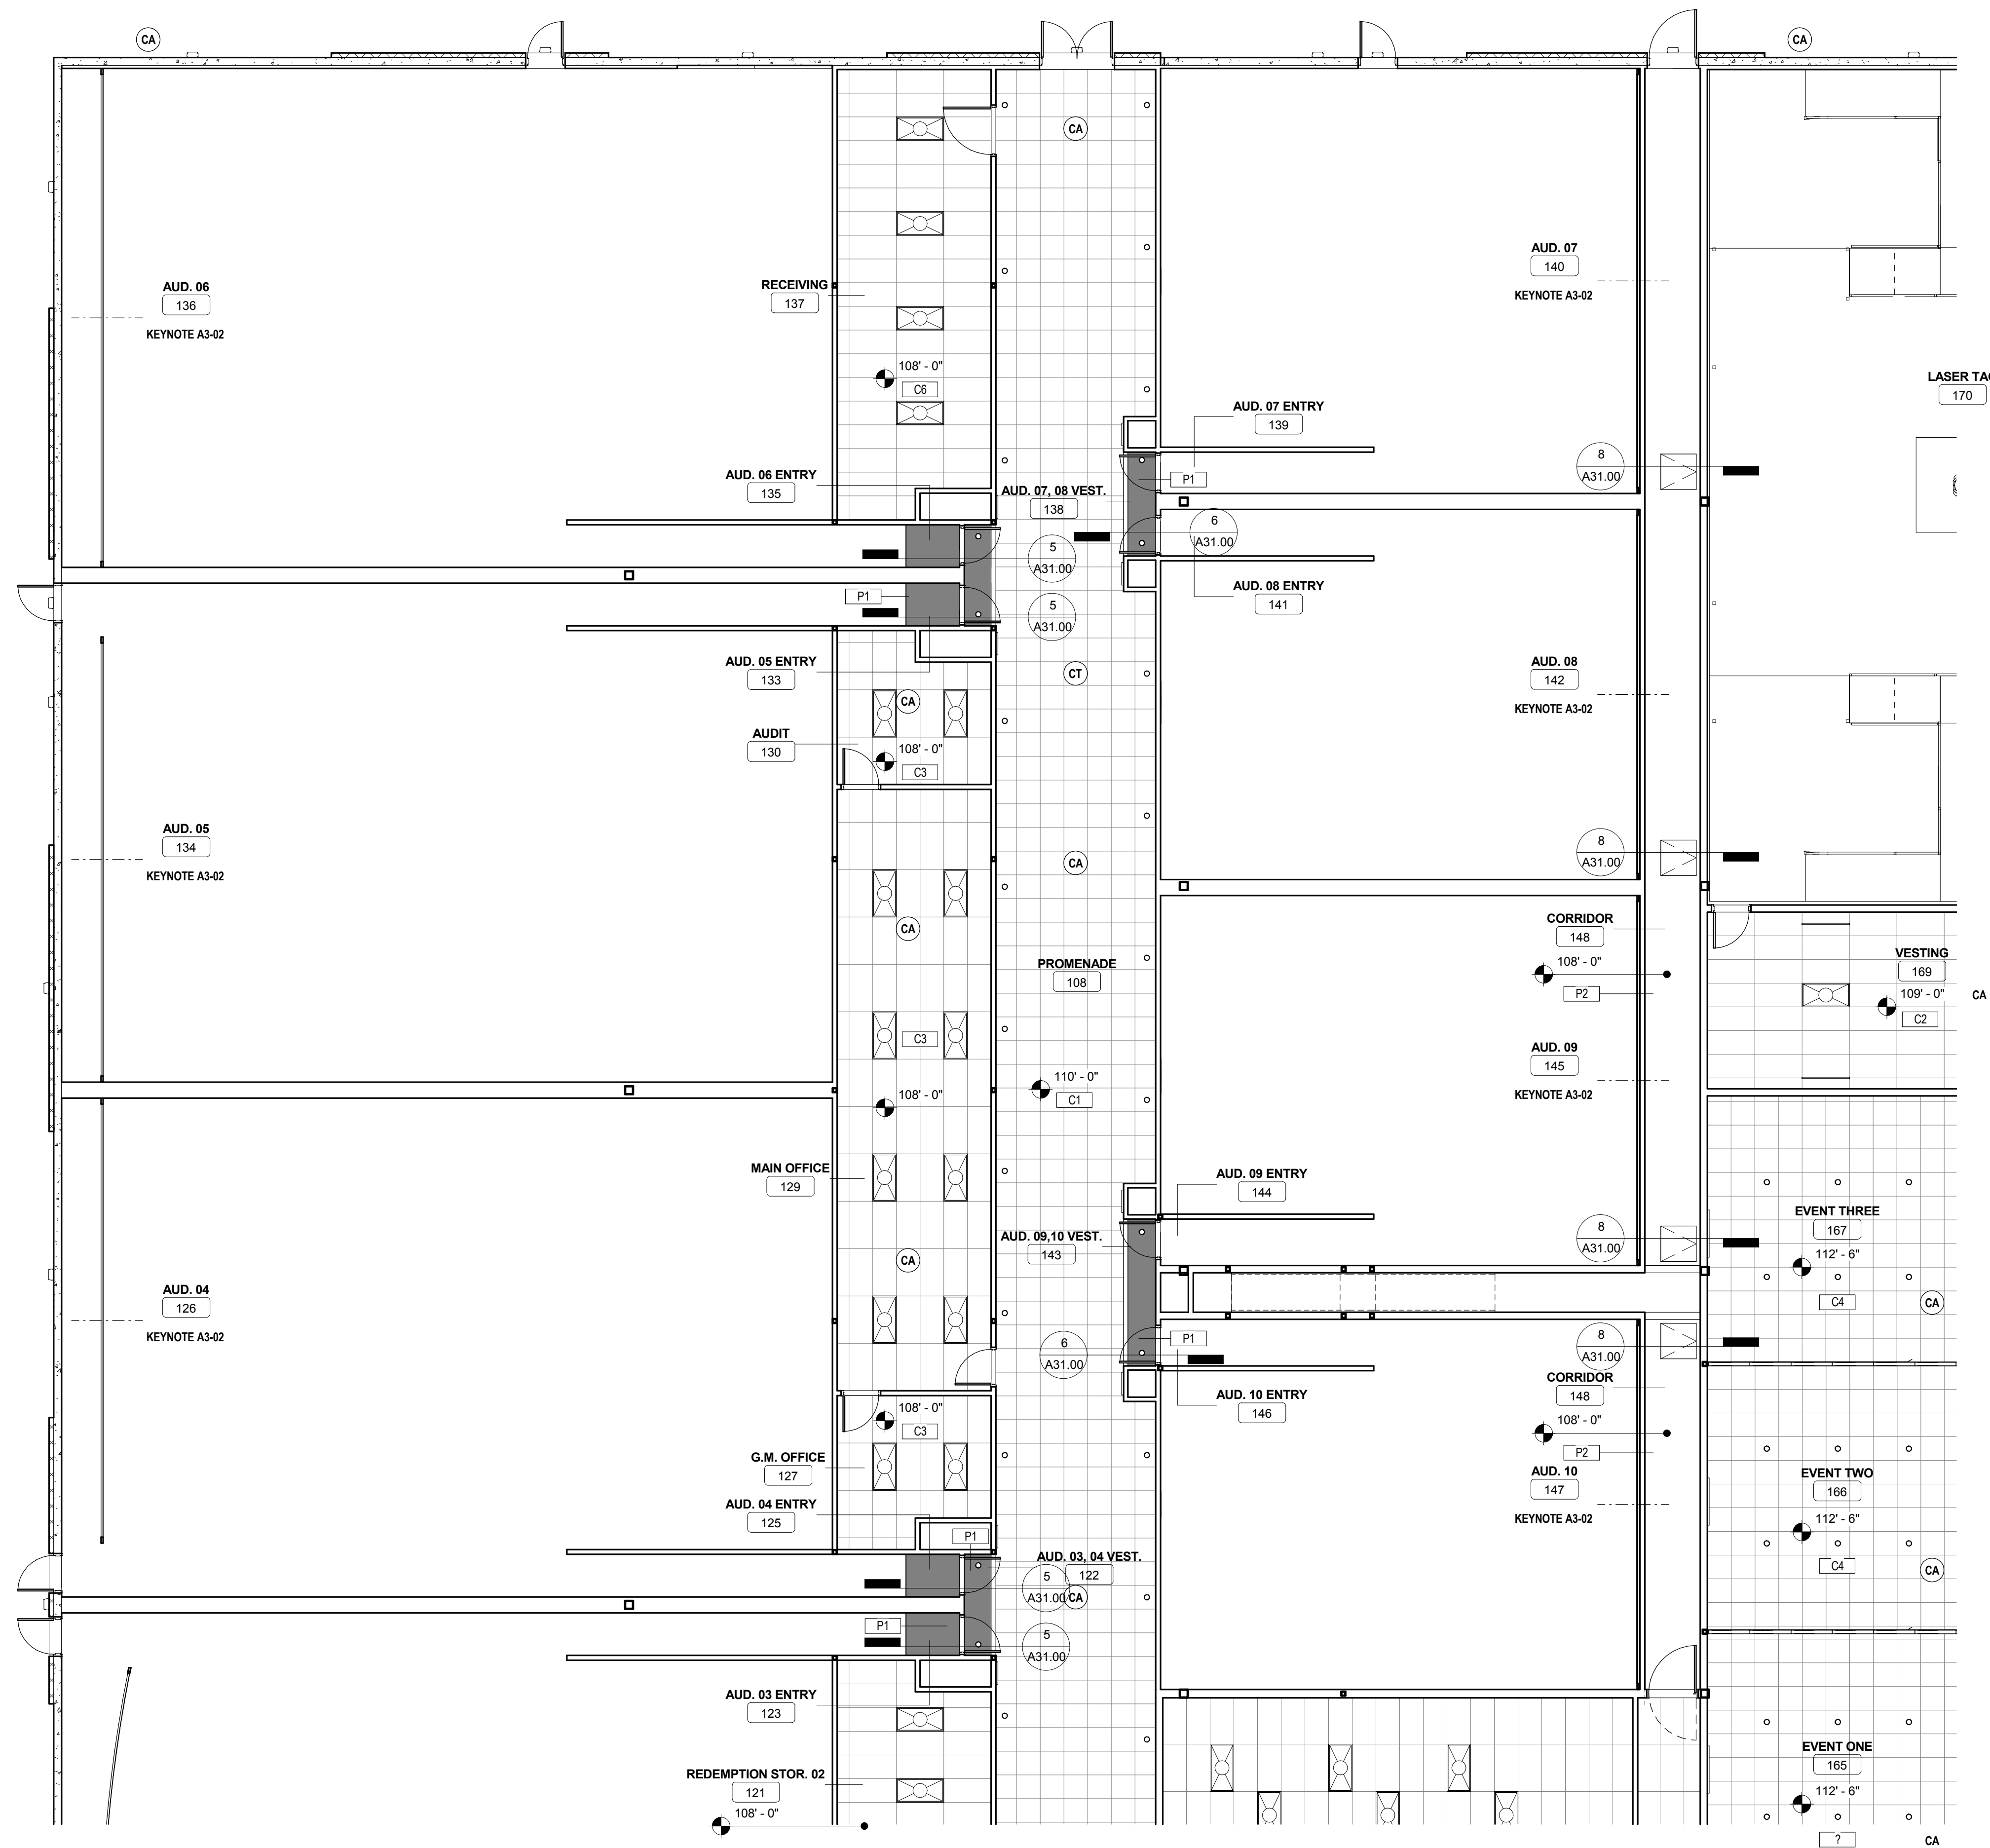 CA
CA
AUD. 06
136
KEYNOTE A3-02
RECEIVING
137
108' - 0"
C6
CA
AUD. 07
140
KEYNOTE A3-02
LASER TA
170
AUD. 07 ENTRY
139
8
A31.00
P1
AUD. 06 ENTRY
135
AUD. 07, 08 VEST.
138
6
A31.00
5
A31.00
P1
5
A31.00
AUD. 08 ENTRY
141
AUD. 05 ENTRY
133
CA
CT
AUD. 08
142
KEYNOTE A3-02
AUDIT
130
108' - 0"
C3
AUD. 05
134
KEYNOTE A3-02
CA
8
A31.00
CA
CORRIDOR
148
108' - 0"
P2
VESTING
169
109' - 0"
C2
CA
PROMENADE
108
C3
108' - 0"
110' - 0"
C1
AUD. 09
145
KEYNOTE A3-02
MAIN OFFICE
129
AUD. 09 ENTRY
144
AUD. 09,10 VEST.
143
8
A31.00
EVENT THREE
167
112' - 6"
C4
CA
CA
AUD. 04
126
KEYNOTE A3-02
6
A31.00
P1
8
A31.00
AUD. 10 ENTRY
146
CORRIDOR
148
108' - 0"
P2
108' - 0"
C3
G.M. OFFICE
127
AUD. 10
147
KEYNOTE A3-02
EVENT TWO
166
112' - 6"
C4
CA
AUD. 04 ENTRY
125
P1
AUD. 03, 04 VEST.
122
5
A31.00
CA
P1
5
A31.00
AUD. 03 ENTRY
123
REDEMPTION STOR. 02
121
108' - 0"
EVENT ONE
165
112' - 6"
?
CA